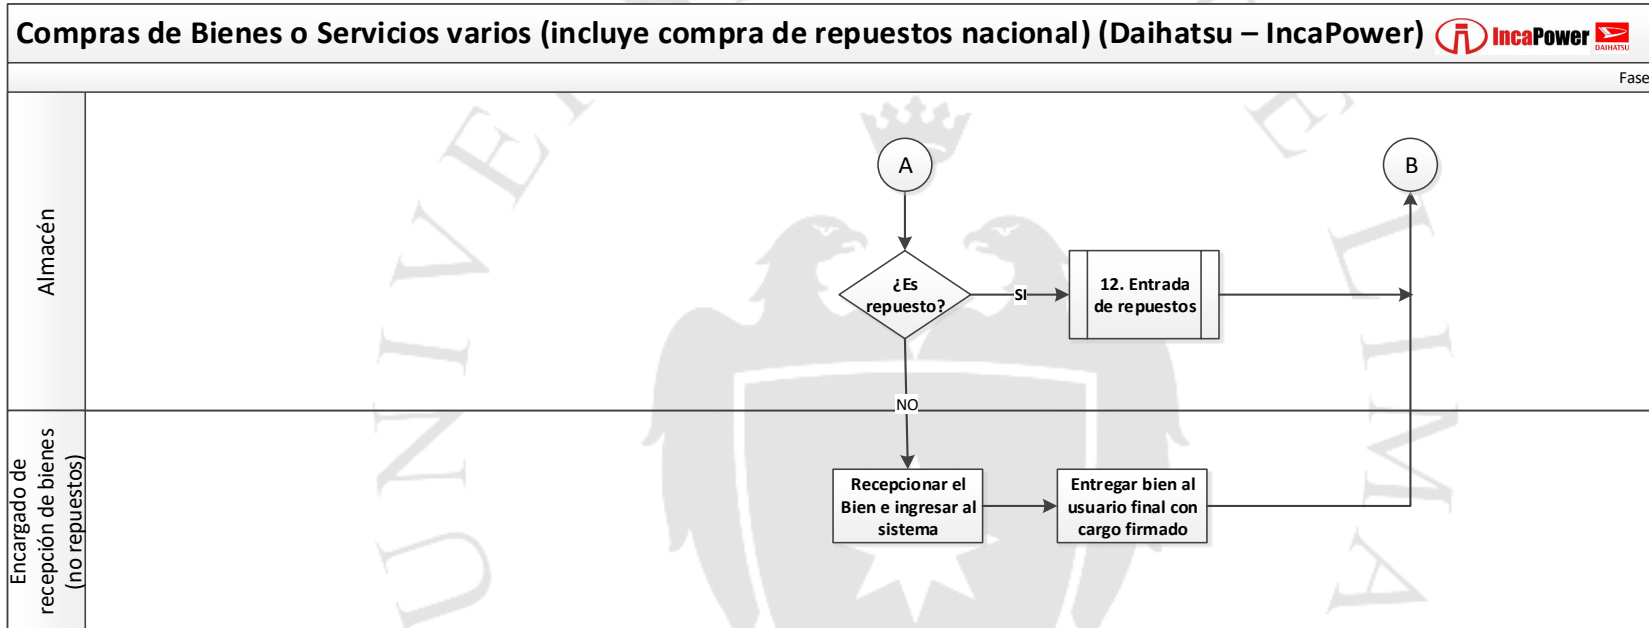 Compras de Bienes o Servicios varios (incluye compra de repuestos nacional) (Daihatsu – IncaPower)
IncaPower
DAIHATSU
Fase
Almacén
A
B
¿Es
repuesto?
SI
12. Entrada
de repuestos
NO
Encargado de
recepción de bienes
(no repuestos)
Recepcionar el
Bien e ingresar al
sistema
Entregar bien al
usuario final con
cargo firmado
UNIVE
E LIMA